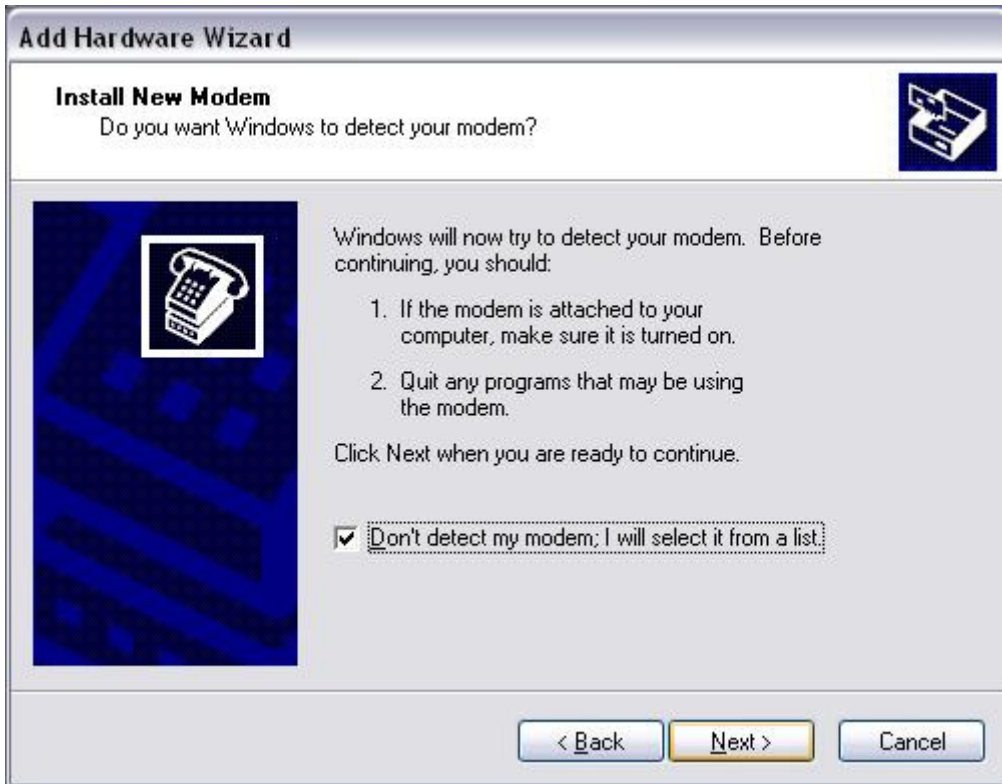 Add Hardware Wizard
Install New Modem
Do you want Windows to detect your modem?
Windows will now try to detect your modem.  Before
continuing, you should:
1. If the modem is attached to your
computer, make sure it is turned on.
2. Quit any programs that may be using
the modem.
Click Next when you are ready to continue.
Don't detect my modem; I will select it from a list.
< Back
Next >
Cancel